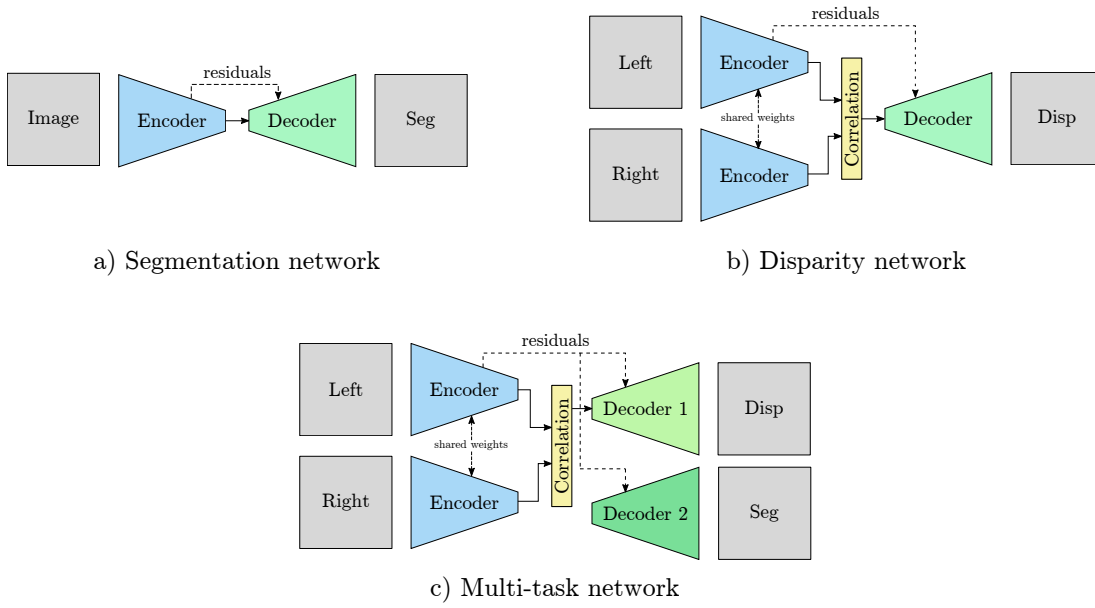 Image
Encoder
residuals
Decoder
Seg
a) Segmentation network
Left
Right
Encoder
shared weights
Encoder
residuals
Correlation
Decoder
Disp
b) Disparity network
Left
Right
Encoder
shared weights
Encoder
residuals
Correlation
Decoder 1
Decoder 2
Disp
Seg
c) Multi-task network